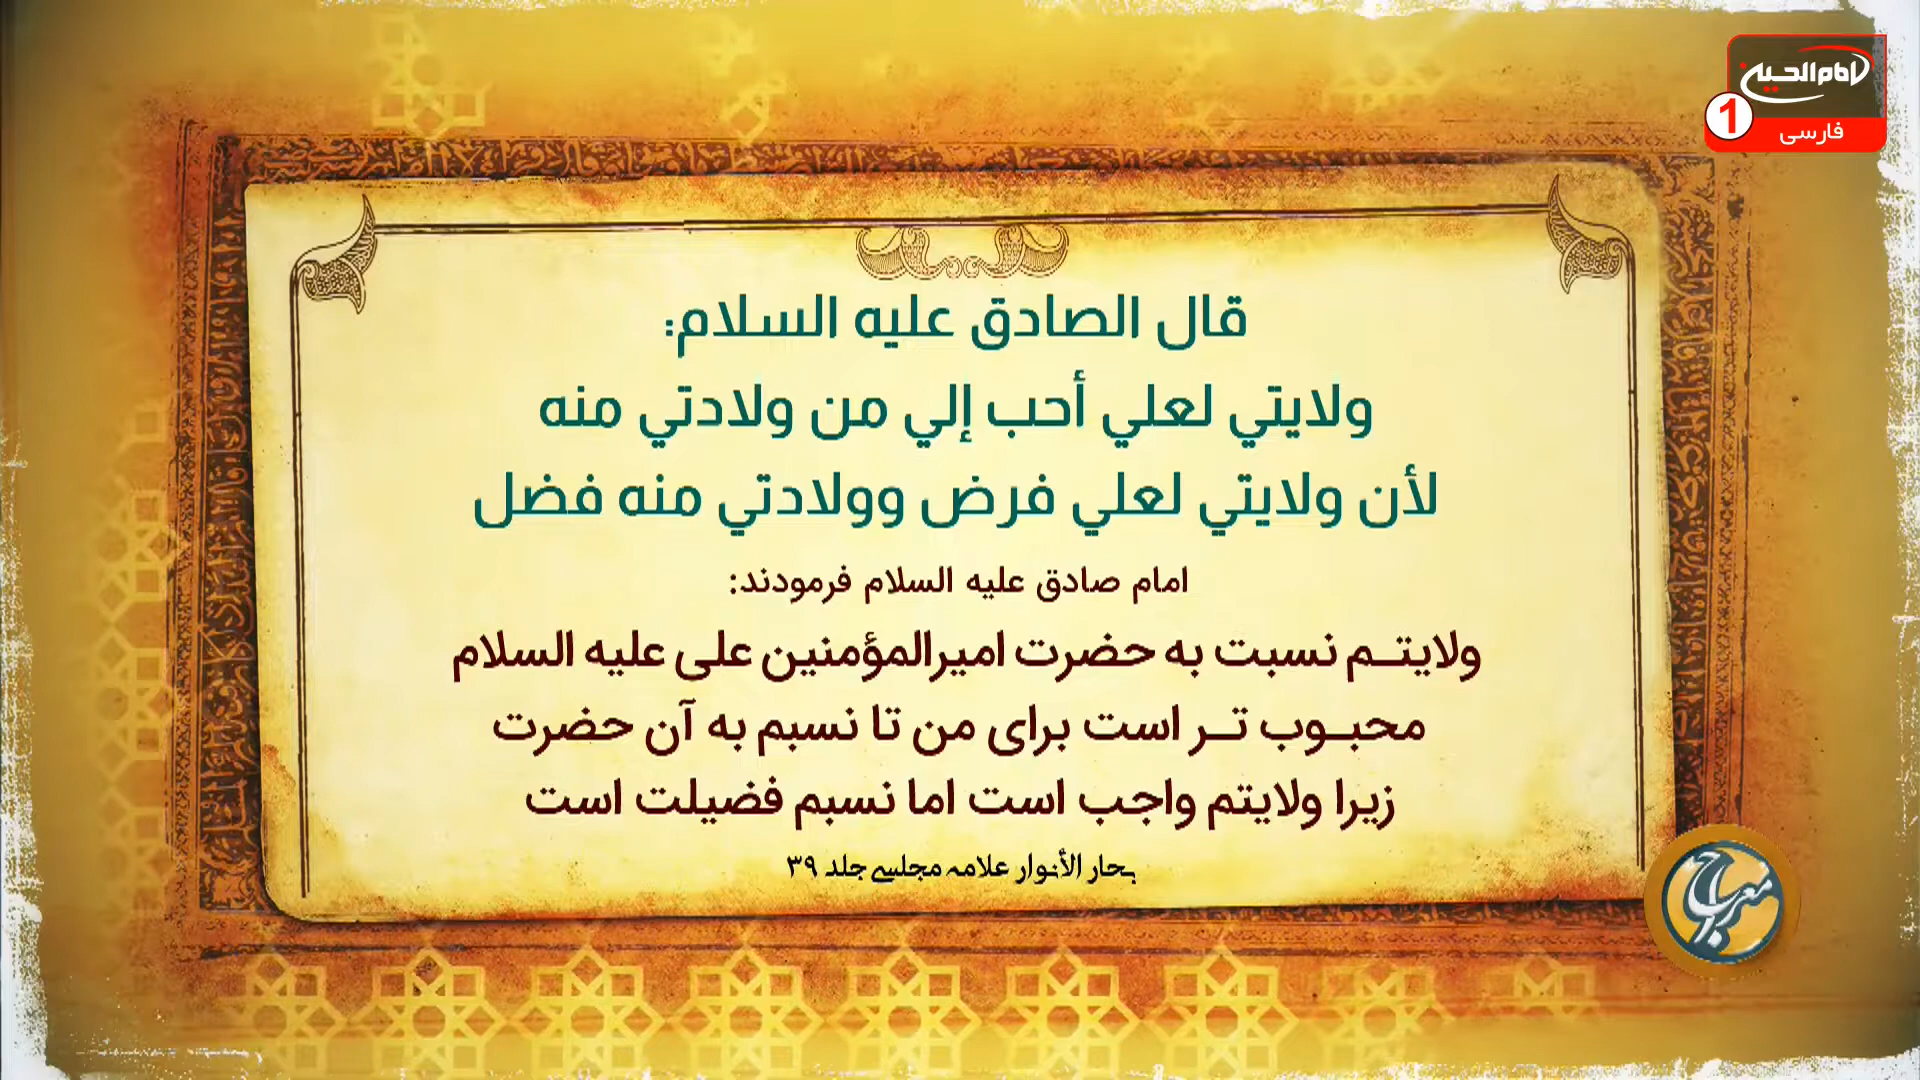 امام الحسین
1
فارسی
قال الصادق عليه السلام:
ولايتي لعلي أحب إلي من ولادتي منه
لأن ولايتي لعلي فرض وولادتي منه فضل
امام صادق علیه السلام فرمودند:
ولایتـم نسبت به حضرت امیرالمؤمنین علی علیه السلام
محبـوب تـر است برای من تا نسبم به آن حضرت
زیرا ولایتم واجب است اما نسبم فضیلت است
بحار الأنوار علامه مجلسی جلد ۳۹